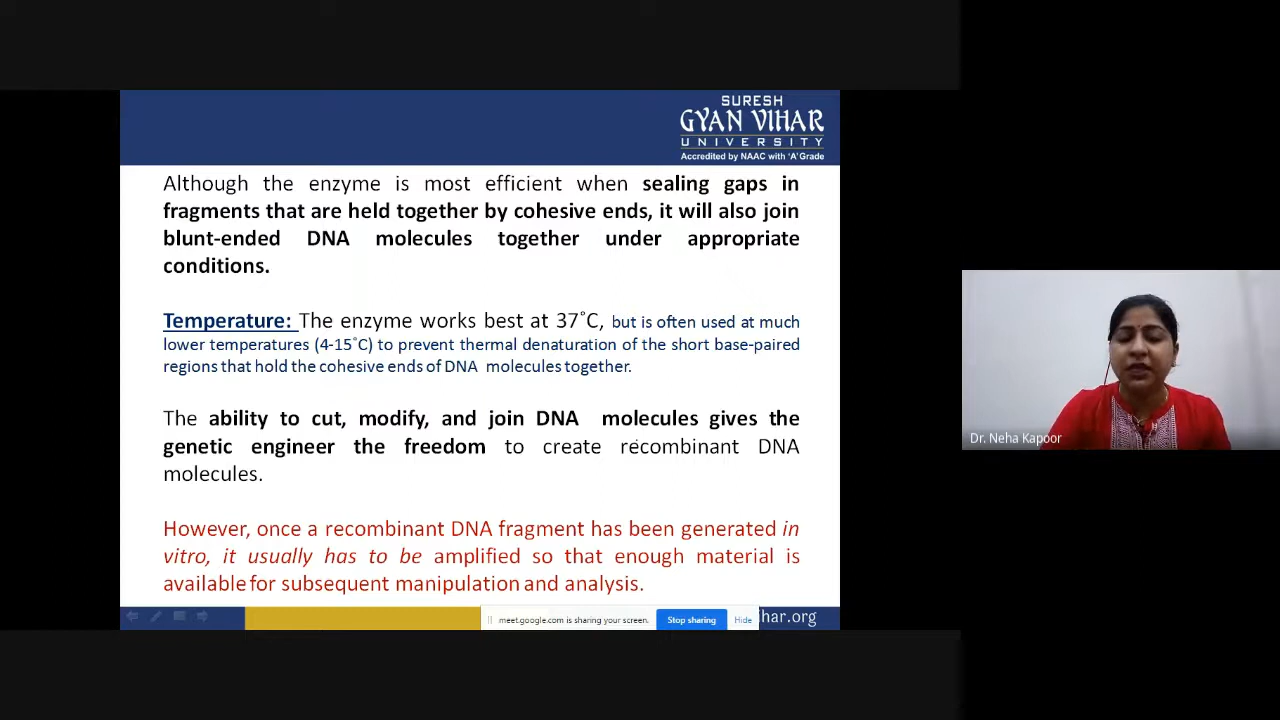 SURESH
GYAN VIHAR
UNIVERSITY
Accredited by NAAC with 'A' Grade
Although the enzyme is most efficient when sealing gaps in
fragments that are held together by cohesive ends, it will also join
blunt-ended DNA molecules together under appropriate
conditions.
Temperature: The enzyme works best at 37˚C, but is often used at much
lower temperatures (4-15˚C) to prevent thermal denaturation of the short base-paired
regions that hold the cohesive ends of DNA molecules together.
The ability to cut, modify, and join DNA molecules gives the
genetic engineer the freedom to create recombinant DNA
molecules.
However, once a recombinant DNA fragment has been generated in
vitro, it usually has to be amplified so that enough material is
available for subsequent manipulation and analysis.
meet.google.com is sharing your screen. Stop sharing Hide
ihar.org
Dr. Neha Kapoor